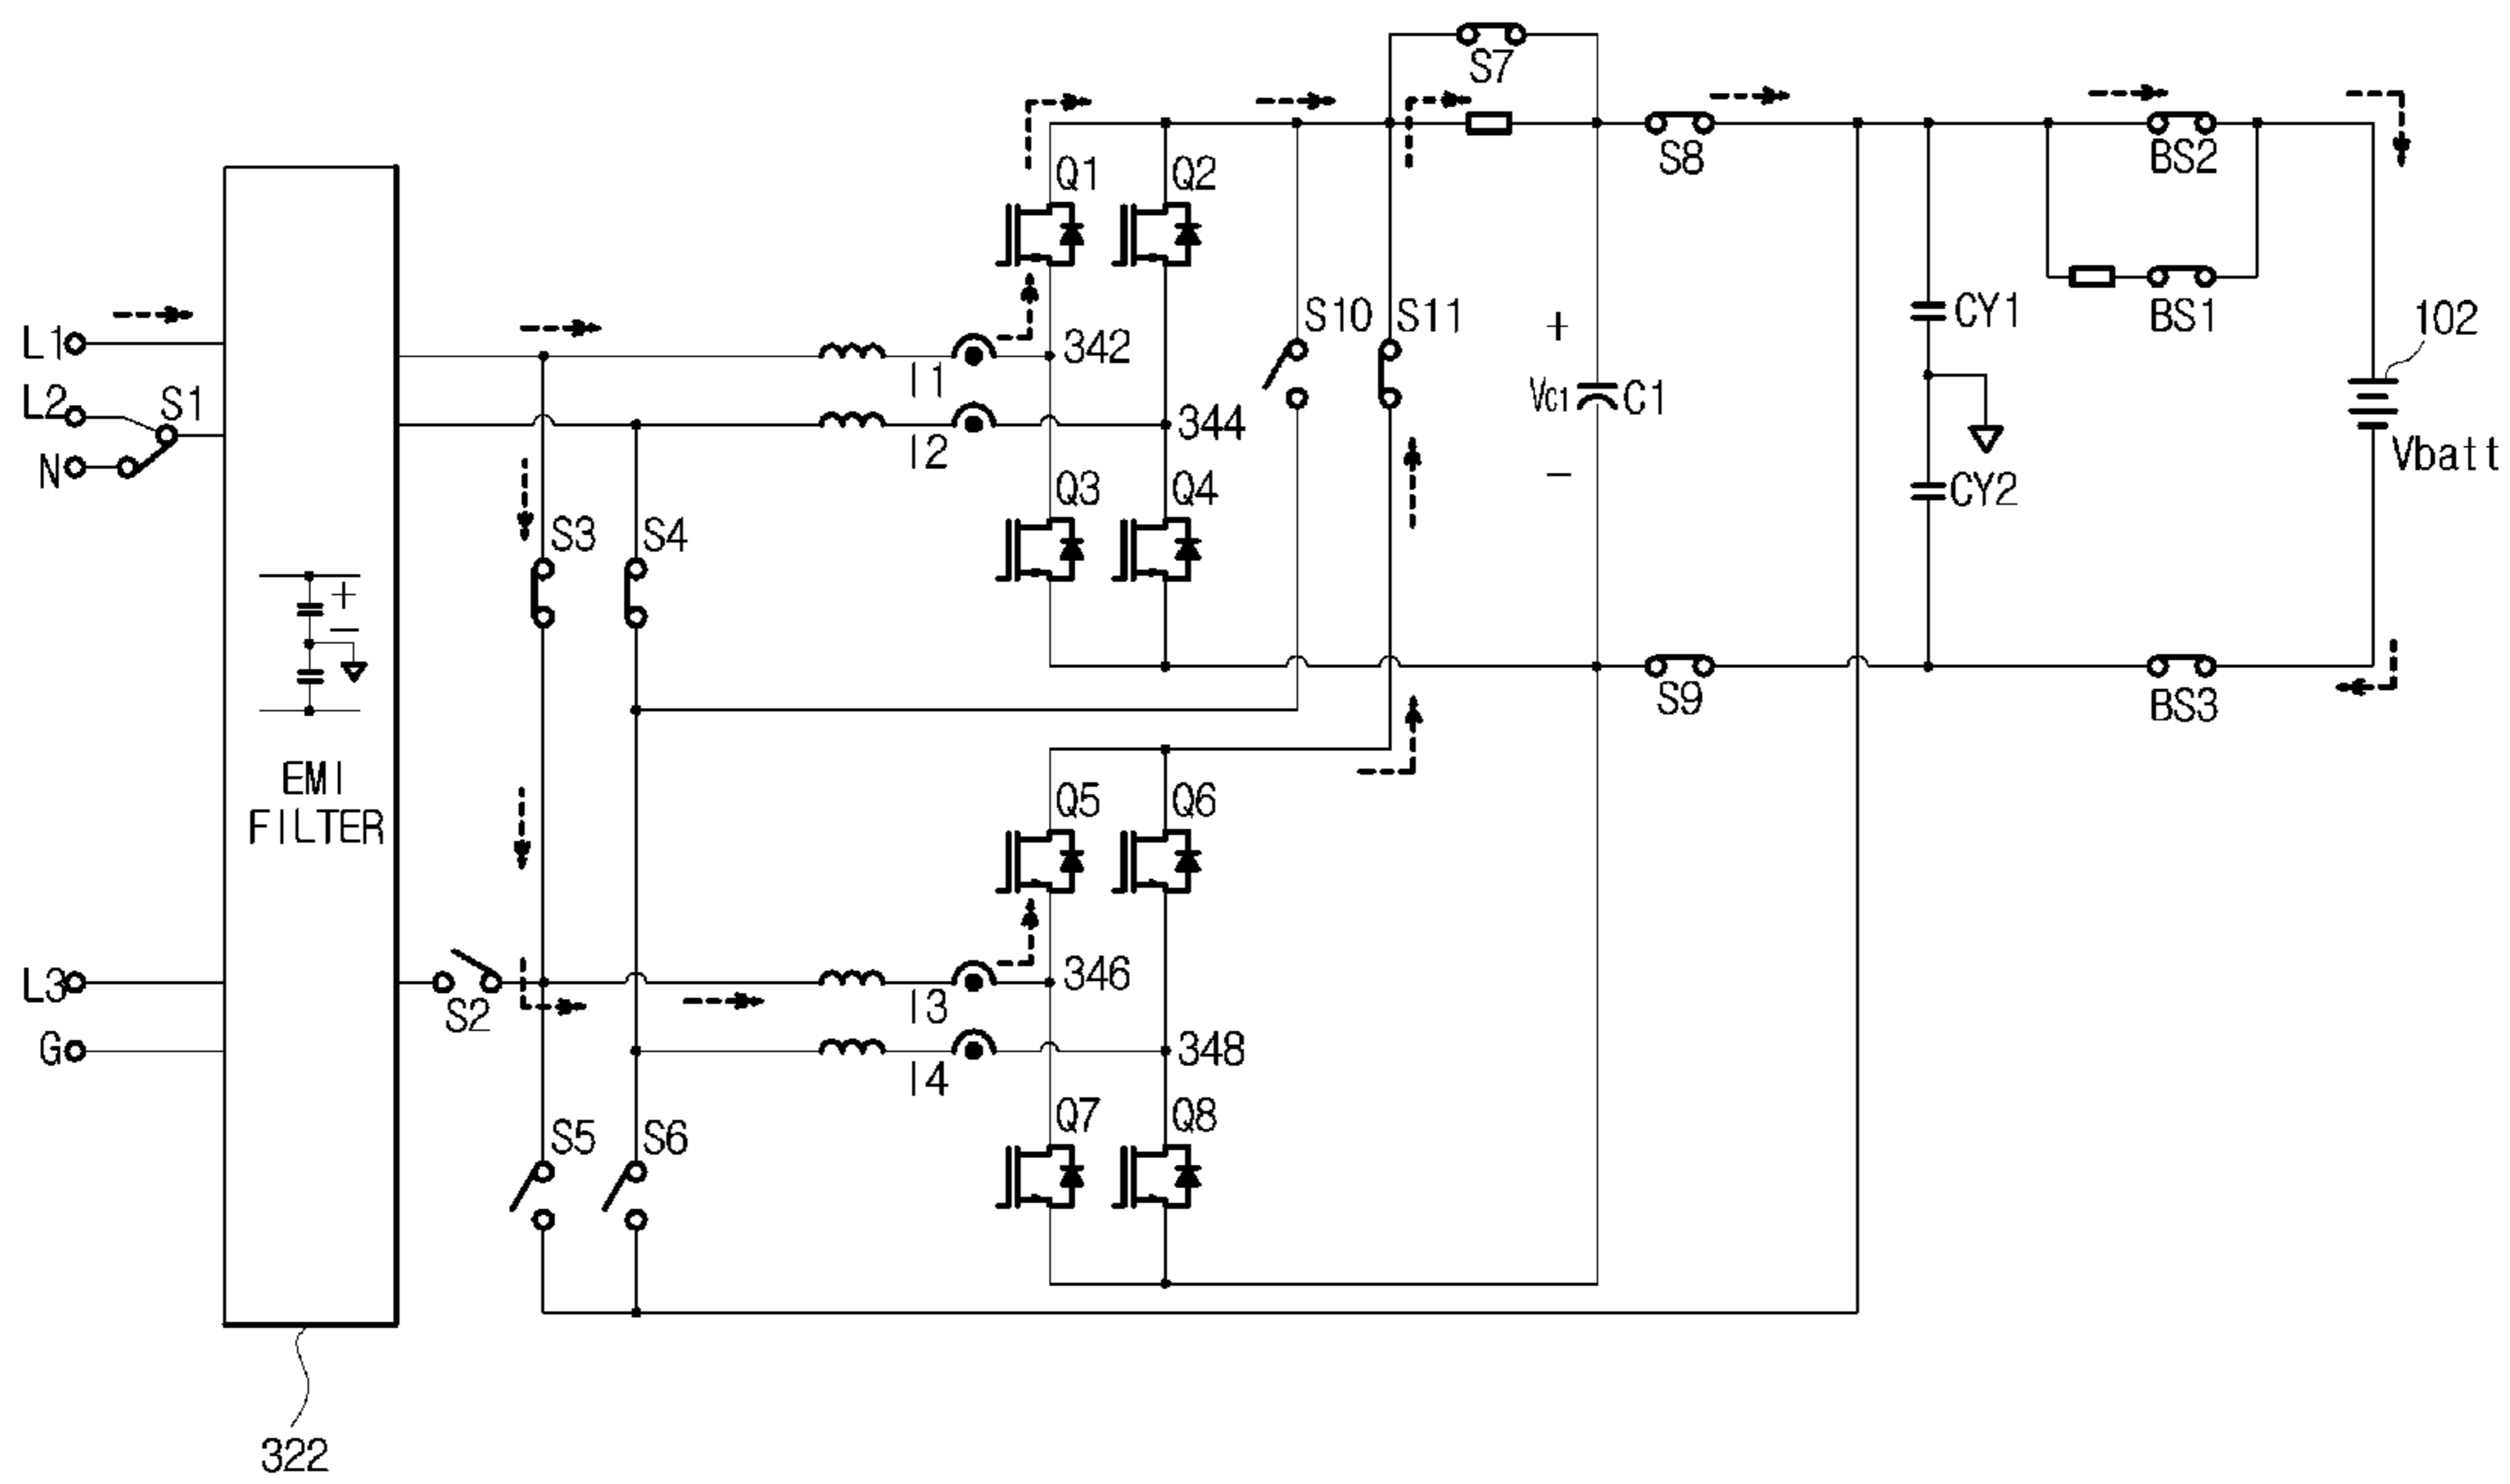 S7
S8
BS2
Q1
Q2
L1
L2
S1
N
I1
342
I2
344
S10
S11
+
Vc1
C1
−
CY1
BS1
102
Vbatt
CY2
Q3
Q4
S3
S4
+
−
S9
BS3
EMI
FILTER
Q5
Q6
L3
G
S2
I3
346
I4
348
Q7
Q8
S5
S6
322